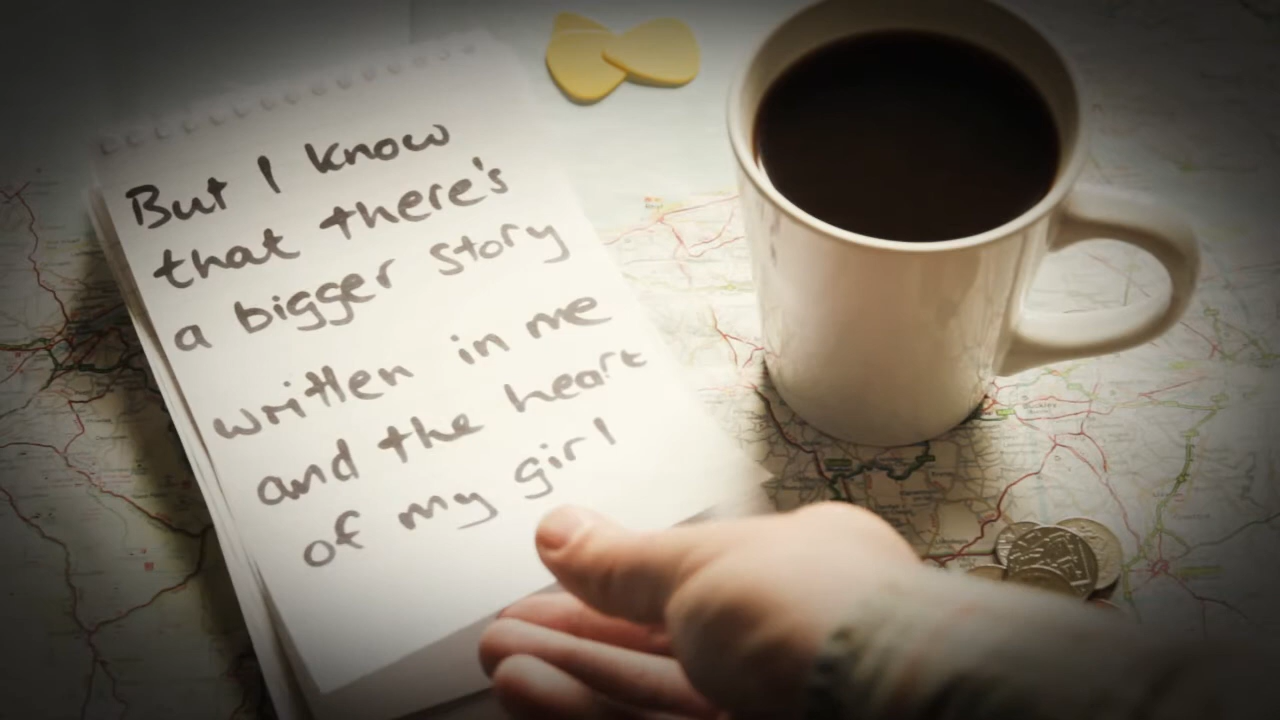 But I know
that there's
a bigger story
written in me
and the heart
of my girl